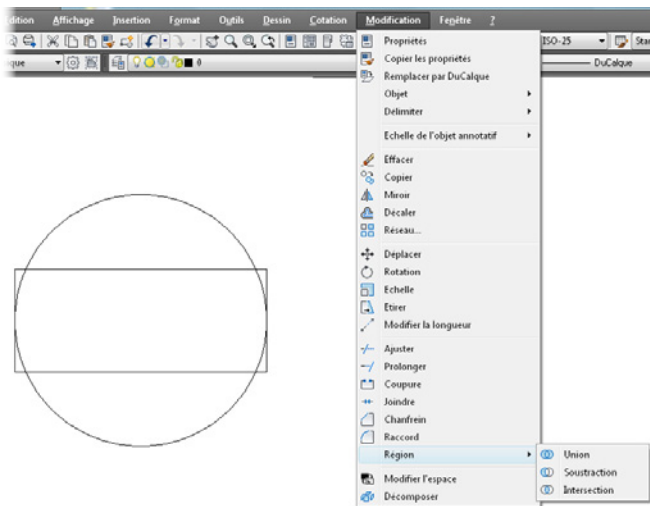 Edition Affichage Insertion Format Outils Dessin Cotation Modification Fenêtre ?
ISO-25
DuCalque
0
Propriétés
Copier les propriétés
Remplacer par DuCalque
Objet
Délimiter
Echelle de l'objet annotatif
Effacer
Copier
Miroir
Décaler
Réseau...
Déplacer
Rotation
Echelle
Etirer
Modifier la longueur
Ajuster
Prolonger
Coupure
Joindre
Chanfrein
Raccord
Région
Union
Soustraction
Intersection
Modifier l'espace
Décomposer